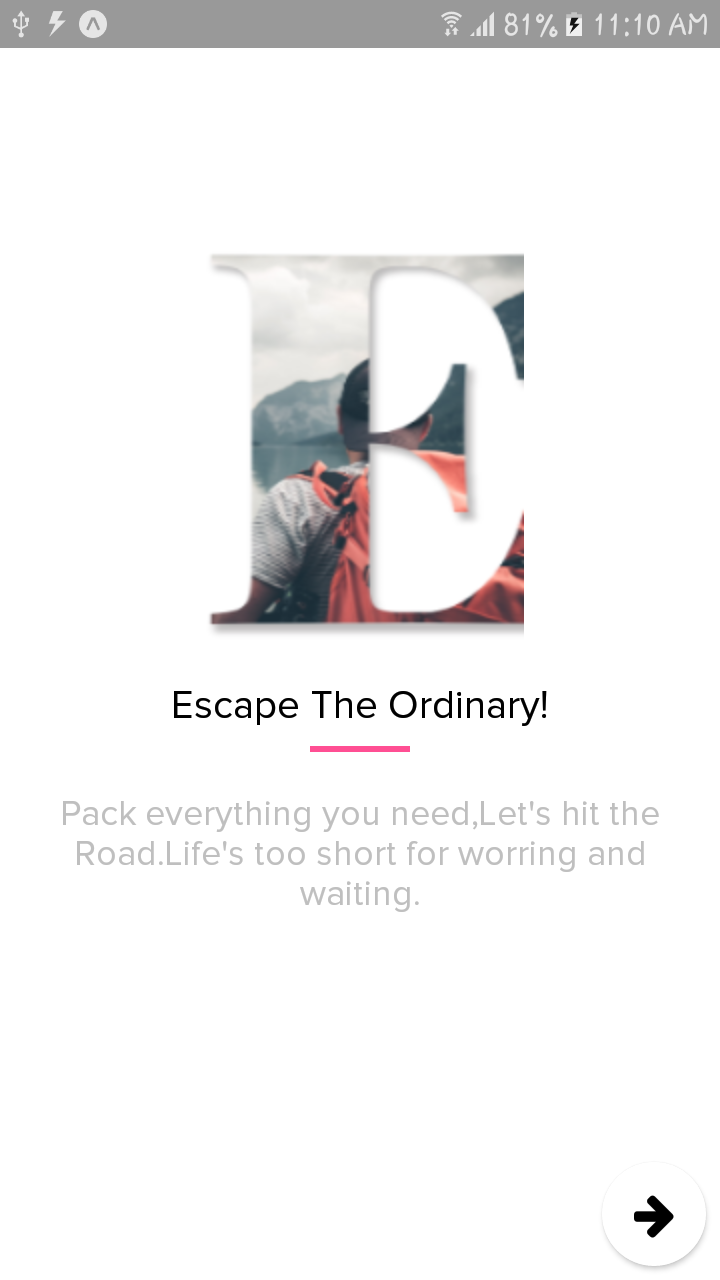 81% 11:10 AM
E
Escape The Ordinary!
Pack everything you need,Let's hit the
Road.Life's too short for worring and
waiting.